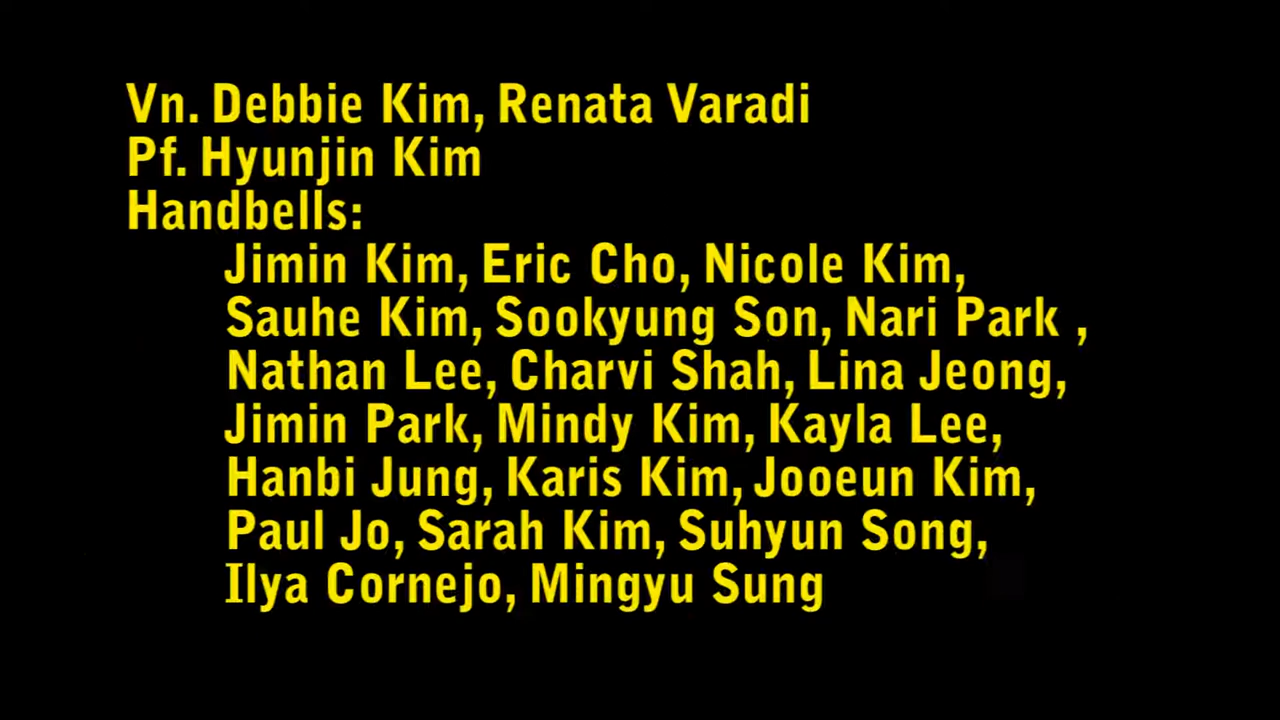 Vn. Debbie Kim, Renata Varadi
Pf. Hyunjin Kim
Handbells:
Jimin Kim, Eric Cho, Nicole Kim,
Sauhe Kim, Sookyung Son, Nari Park ,
Nathan Lee, Charvi Shah, Lina Jeong,
Jimin Park, Mindy Kim, Kayla Lee,
Hanbi Jung, Karis Kim, Jooeun Kim,
Paul Jo, Sarah Kim, Suhyun Song,
Ilya Cornejo, Mingyu Sung